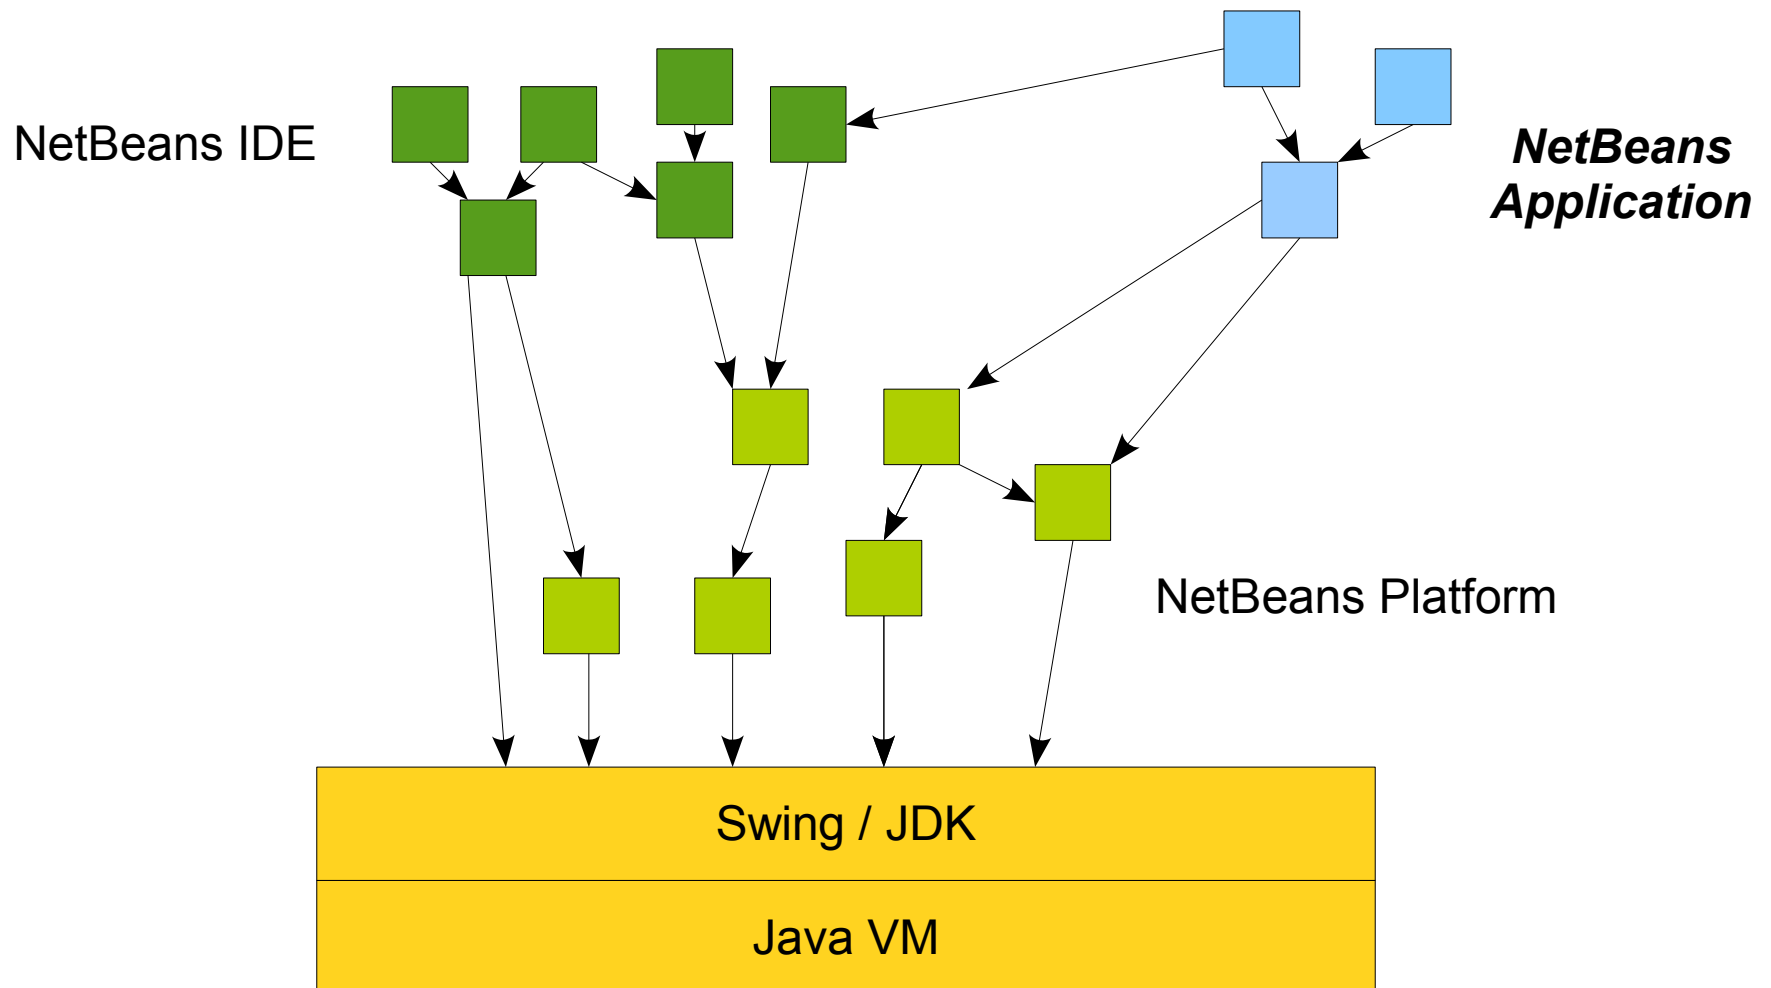 NetBeans IDE
NetBeans
Application
NetBeans Platform
Swing / JDK
Java VM